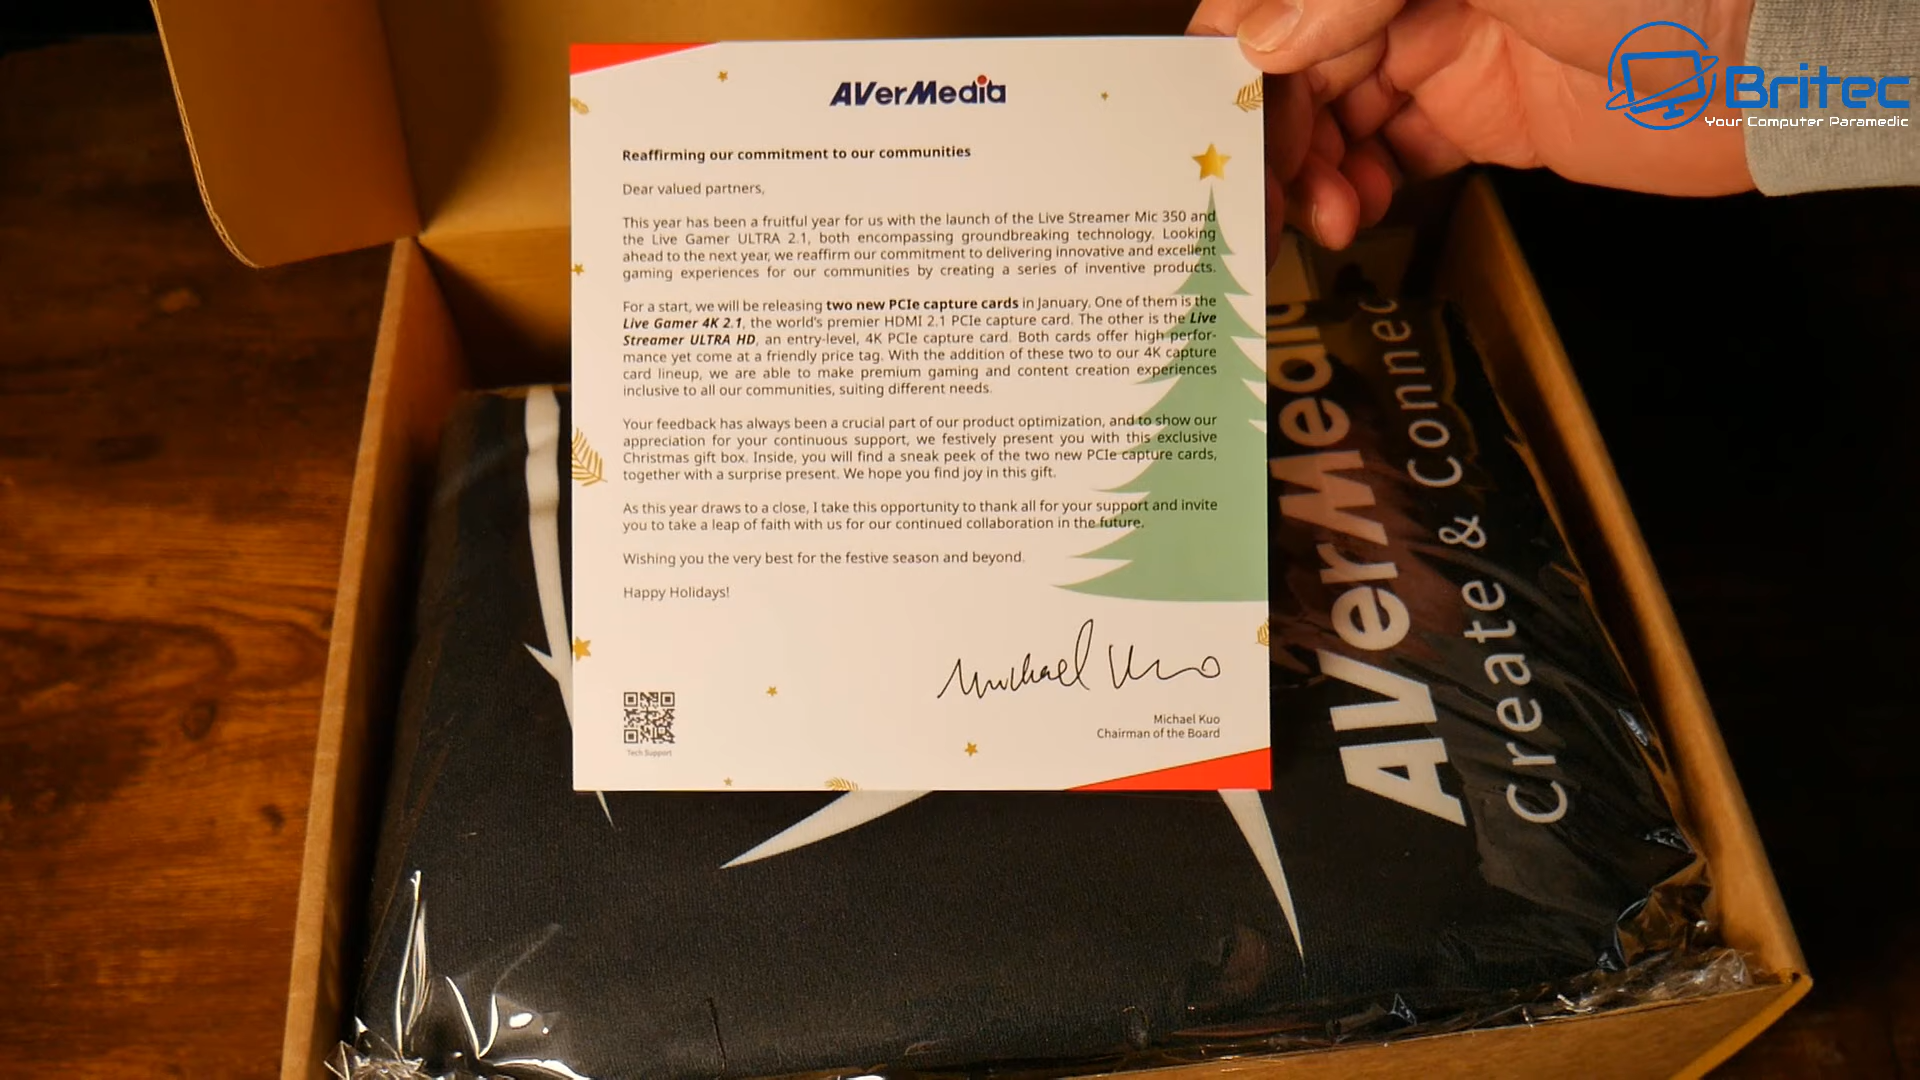 AVerMedia
Reaffirming our commitment to our communities
Dear valued partners,
This year has been a fruitful year for us with the launch of the Live Streamer Mic 350 and
the Live Gamer ULTRA 2.1, both encompassing groundbreaking technology. Looking
ahead to the next year, we reaffirm our commitment to delivering innovative and excellent
gaming experiences for our communities by creating a series of inventive products.
For a start, we will be releasing two new PCIe capture cards in January. One of them is the
Live Gamer 4K 2.1, the world's premier HDMI 2.1 PCIe capture card. The other is the Live
Streamer ULTRA HD, an entry-level, 4K PCIe capture card. Both cards offer high perfor-
mance yet come at a friendly price tag. With the addition of these two to our 4K capture
card lineup, we are able to make premium gaming and content creation experiences
inclusive to all our communities, suiting different needs.
Your feedback has always been a crucial part of our product optimization, and to show our
appreciation for your continuous support, we festively present you with this exclusive
Christmas gift box. Inside, you will find a sneak peek of the two new PCIe capture cards,
together with a surprise present. We hope you find joy in this gift.
As this year draws to a close, I take this opportunity to thank all for your support and invite
you to take a leap of faith with us for our continued collaboration in the future.
Wishing you the very best for the festive season and beyond.
Happy Holidays!
Michael Kuo
Michael Kuo
Chairman of the Board
Tech Support
AVerMedia
Create & Connec
Britec
Your Computer Paramedic